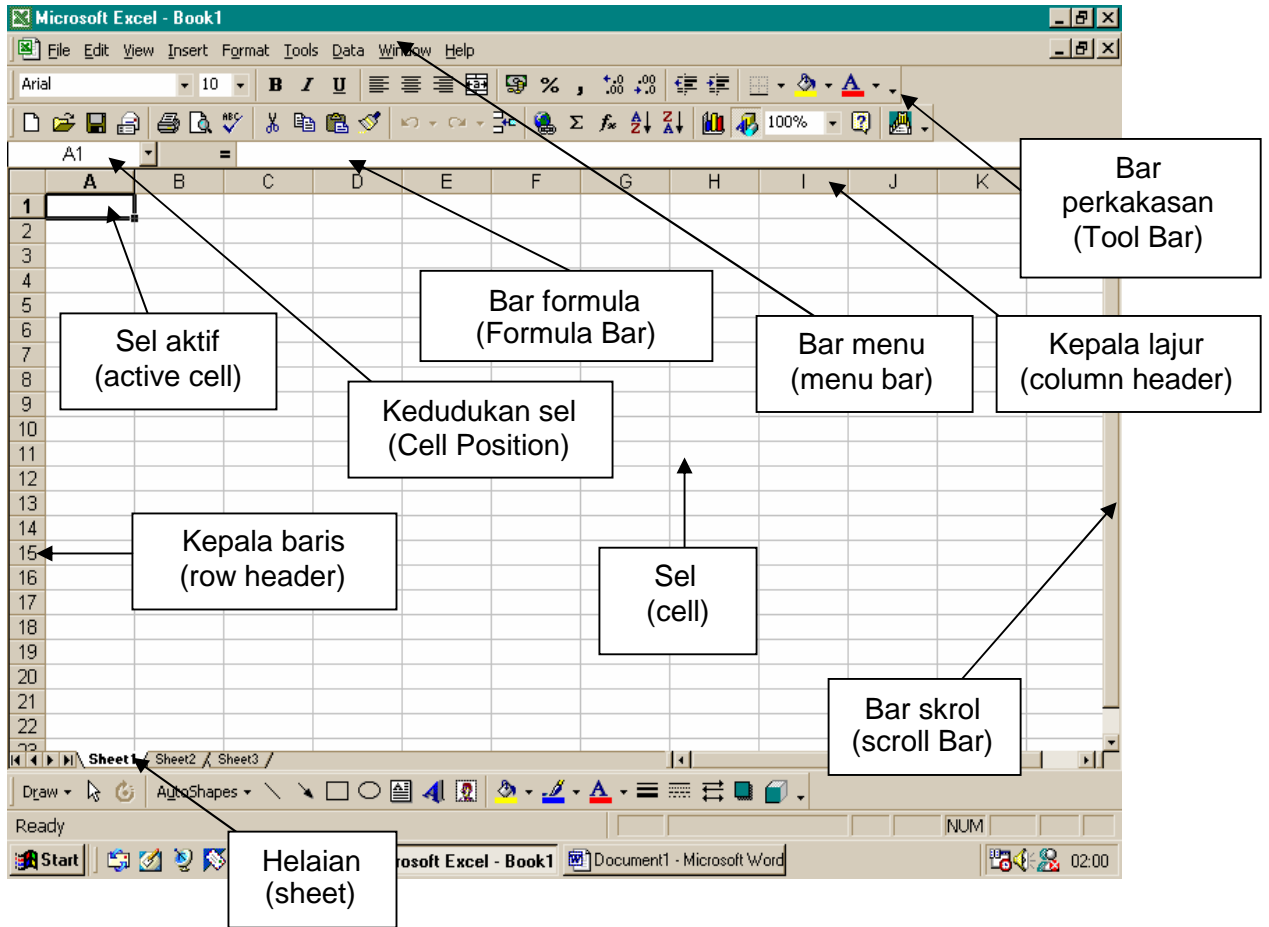 Microsoft Excel - Book1
File Edit View Insert Format Tools Data Window Help
Arial 10 B I U % ,
100%
A1 =
A B C D E F G H I J K
Bar
perkakasan
(Tool Bar)
1
2
3
4
5
6
7
8
9
10
11
12
13
14
15
16
17
18
19
20
21
22
23
Bar formula
(Formula Bar)
Sel aktif
(active cell)
Bar menu
(menu bar)
Kepala lajur
(column header)
Kedudukan sel
(Cell Position)
Kepala baris
(row header)
Sel
(cell)
Bar skrol
(scroll Bar)
Sheet1 Sheet2 Sheet3
Draw AutoShapes
Ready NUM
Start rosoft Excel - Book1 Document1 - Microsoft Word 02:00
Helaian
(sheet)